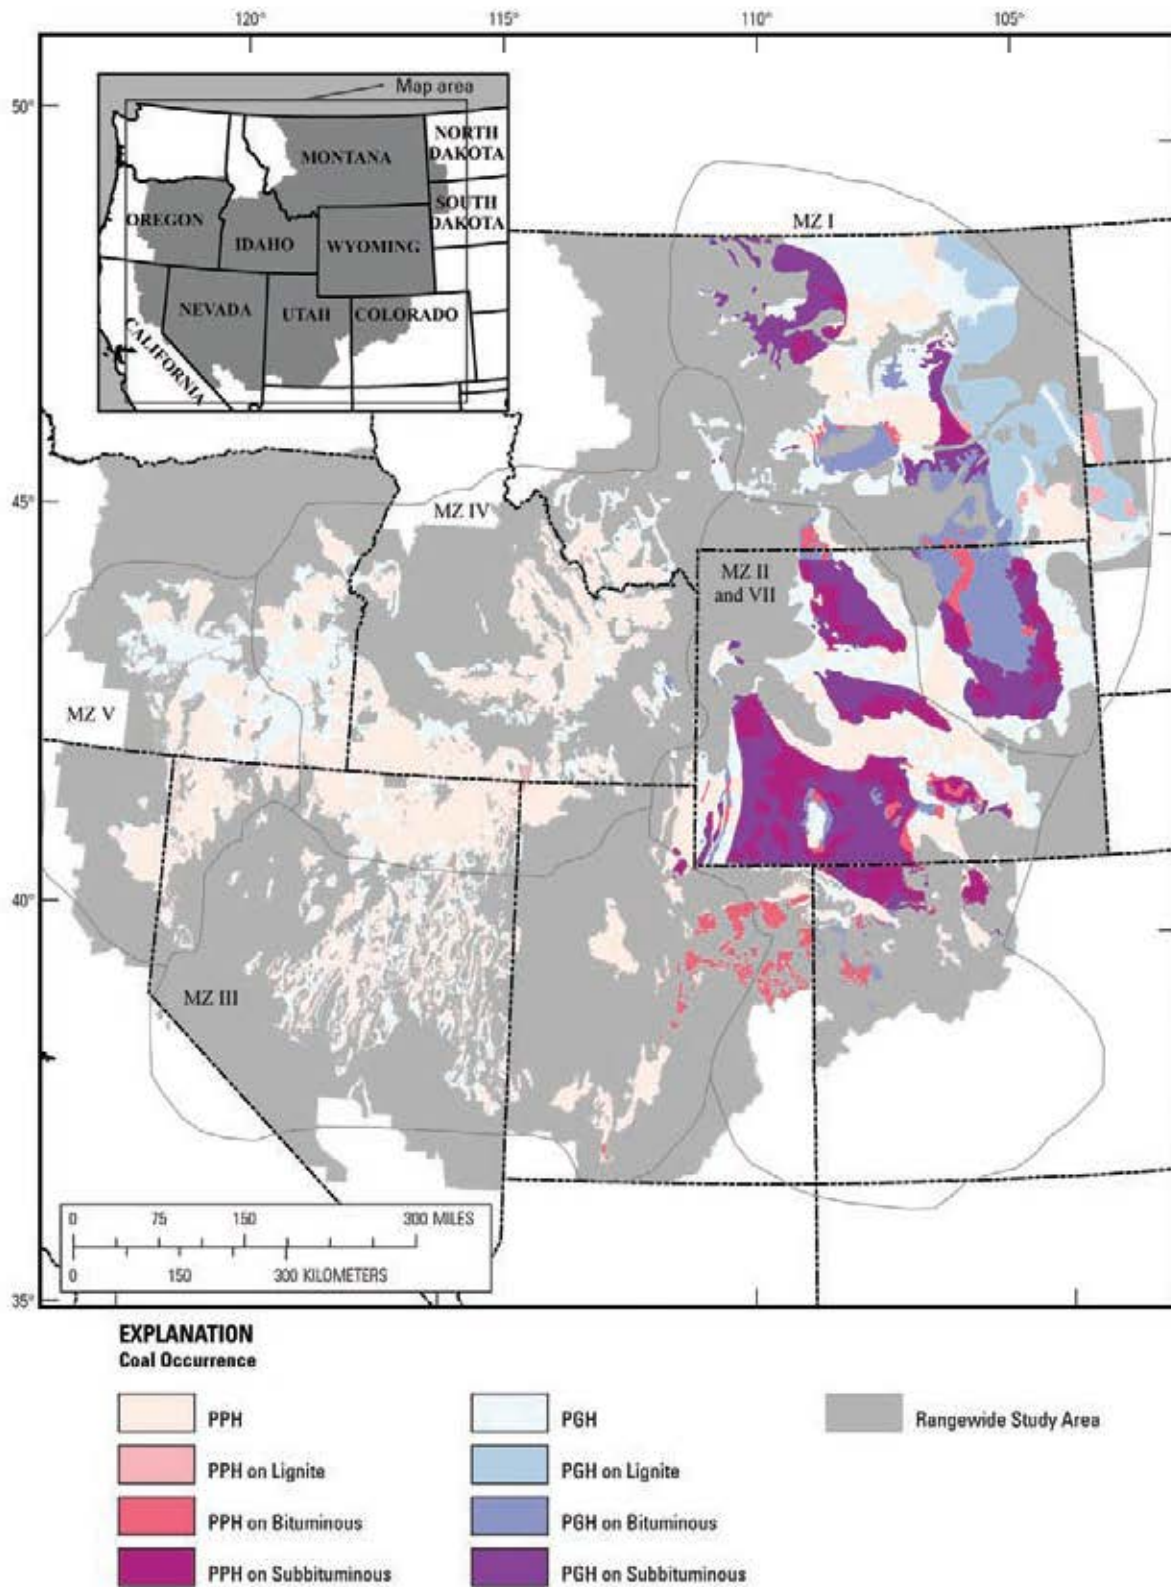 120°
115°
110°
105°
50°
Map area
NORTH
DAKOTA
MONTANA
SOUTH
DAKOTA
OREGON
IDAHO
WYOMING
NEVADA
UTAH
COLORADO
CALIFORNIA
MZ I
45°
MZ IV
MZ II
and VII
MZ V
40°
MZ III
0 75 150 300 MILES
0 150 300 KILOMETERS
35°
EXPLANATION
Coal Occurrence
PPH
PGH
Rangewide Study Area
PPH on Lignite
PGH on Lignite
PPH on Bituminous
PGH on Bituminous
PPH on Subbituminous
PGH on Subbituminous